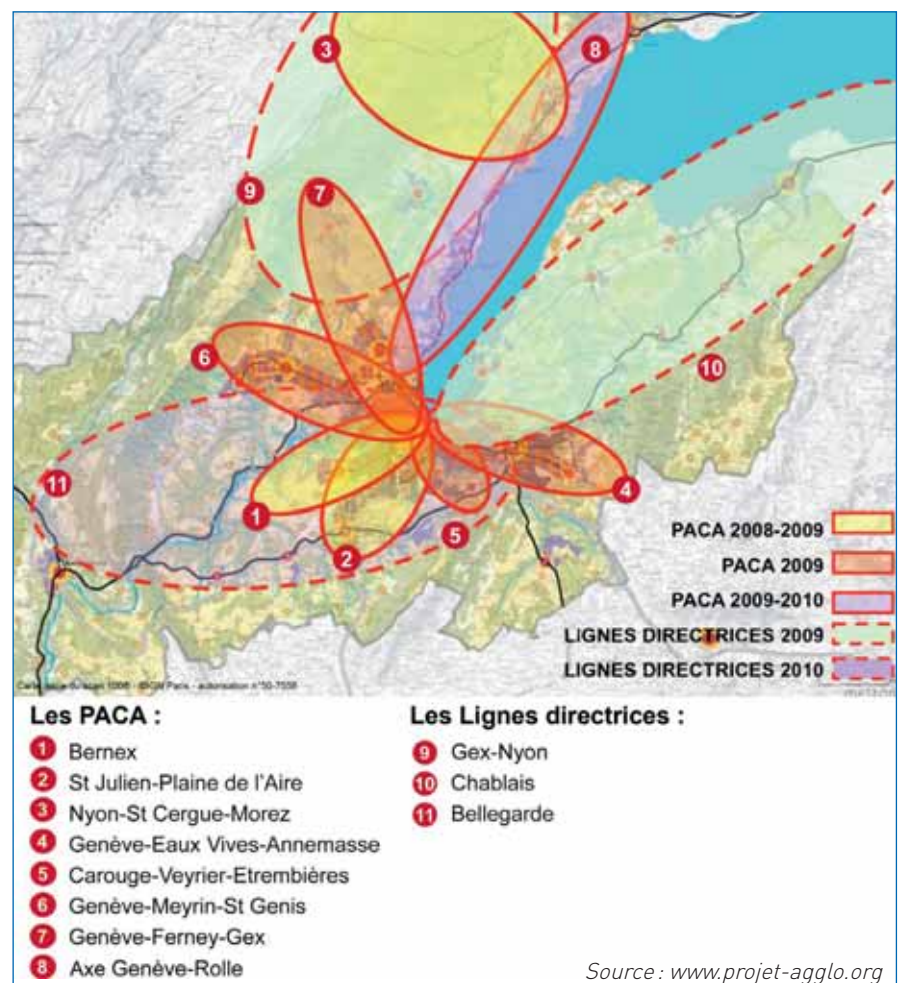 3
8
9
7
6
10
11
1
2
5
4
PACA 2008-2009
PACA 2009
PACA 2009-2010
LIGNES DIRECTRICES 2009
LIGNES DIRECTRICES 2010
Les PACA :
1 Bernex
2 St Julien-Plaine de l'Aire
3 Nyon-St Cergue-Morez
4 Genève-Eaux Vives-Annemasse
5 Carouge-Veyrier-Etrembières
6 Genève-Meyrin-St Genis
7 Genève-Ferney-Gex
8 Axe Genève-Rolle
Les Lignes directrices :
9 Gex-Nyon
10 Chablais
11 Bellegarde
Source : www.projet-agglo.org